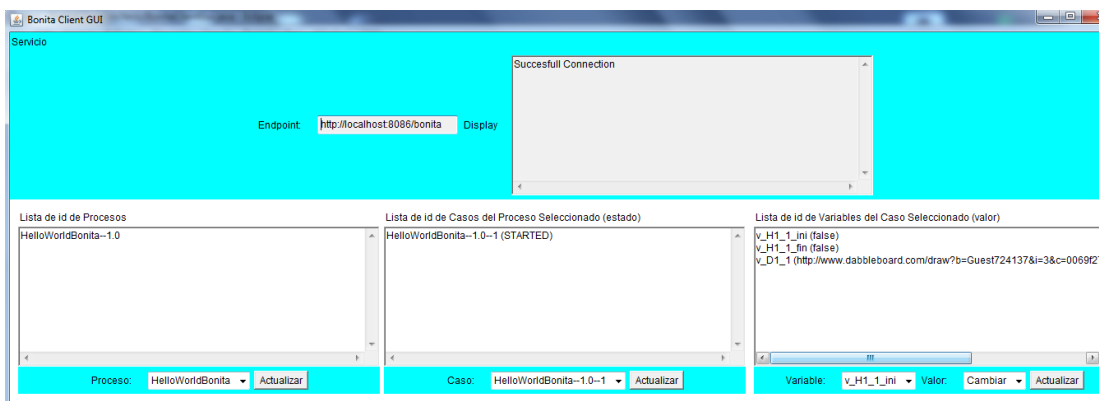 Bonita Client GUI
Servicio
Succesfull Connection
Endpoint: http://localhost:8086/bonita Display
Lista de id de Procesos
Lista de id de Casos del Proceso Seleccionado (estado)
Lista de id de Variables del Caso Seleccionado (valor)
HelloWorldBonita--1.0
HelloWorldBonita--1.0--1 (STARTED)
v_H1_1_ini (false)
v_H1_1_fin (false)
v_D1_1 (http://www.dabbleboard.com/draw?b=Guest724137&i=3&c=0069f27
Proceso: HelloWorldBonita Actualizar
Caso: HelloWorldBonita--1.0--1 Actualizar
Variable: v_H1_1_ini Valor: Cambiar Actualizar